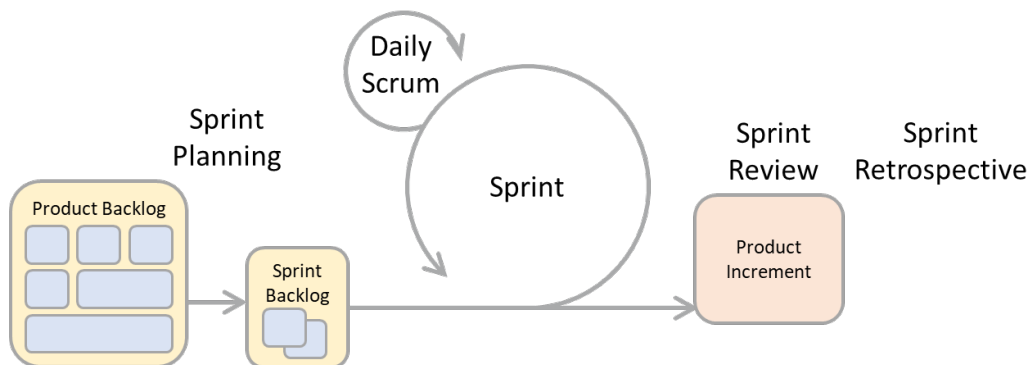 Daily
Scrum
Sprint
Planning
Sprint
Review
Sprint
Retrospective
Sprint
Product Backlog
Sprint
Backlog
Product
Increment